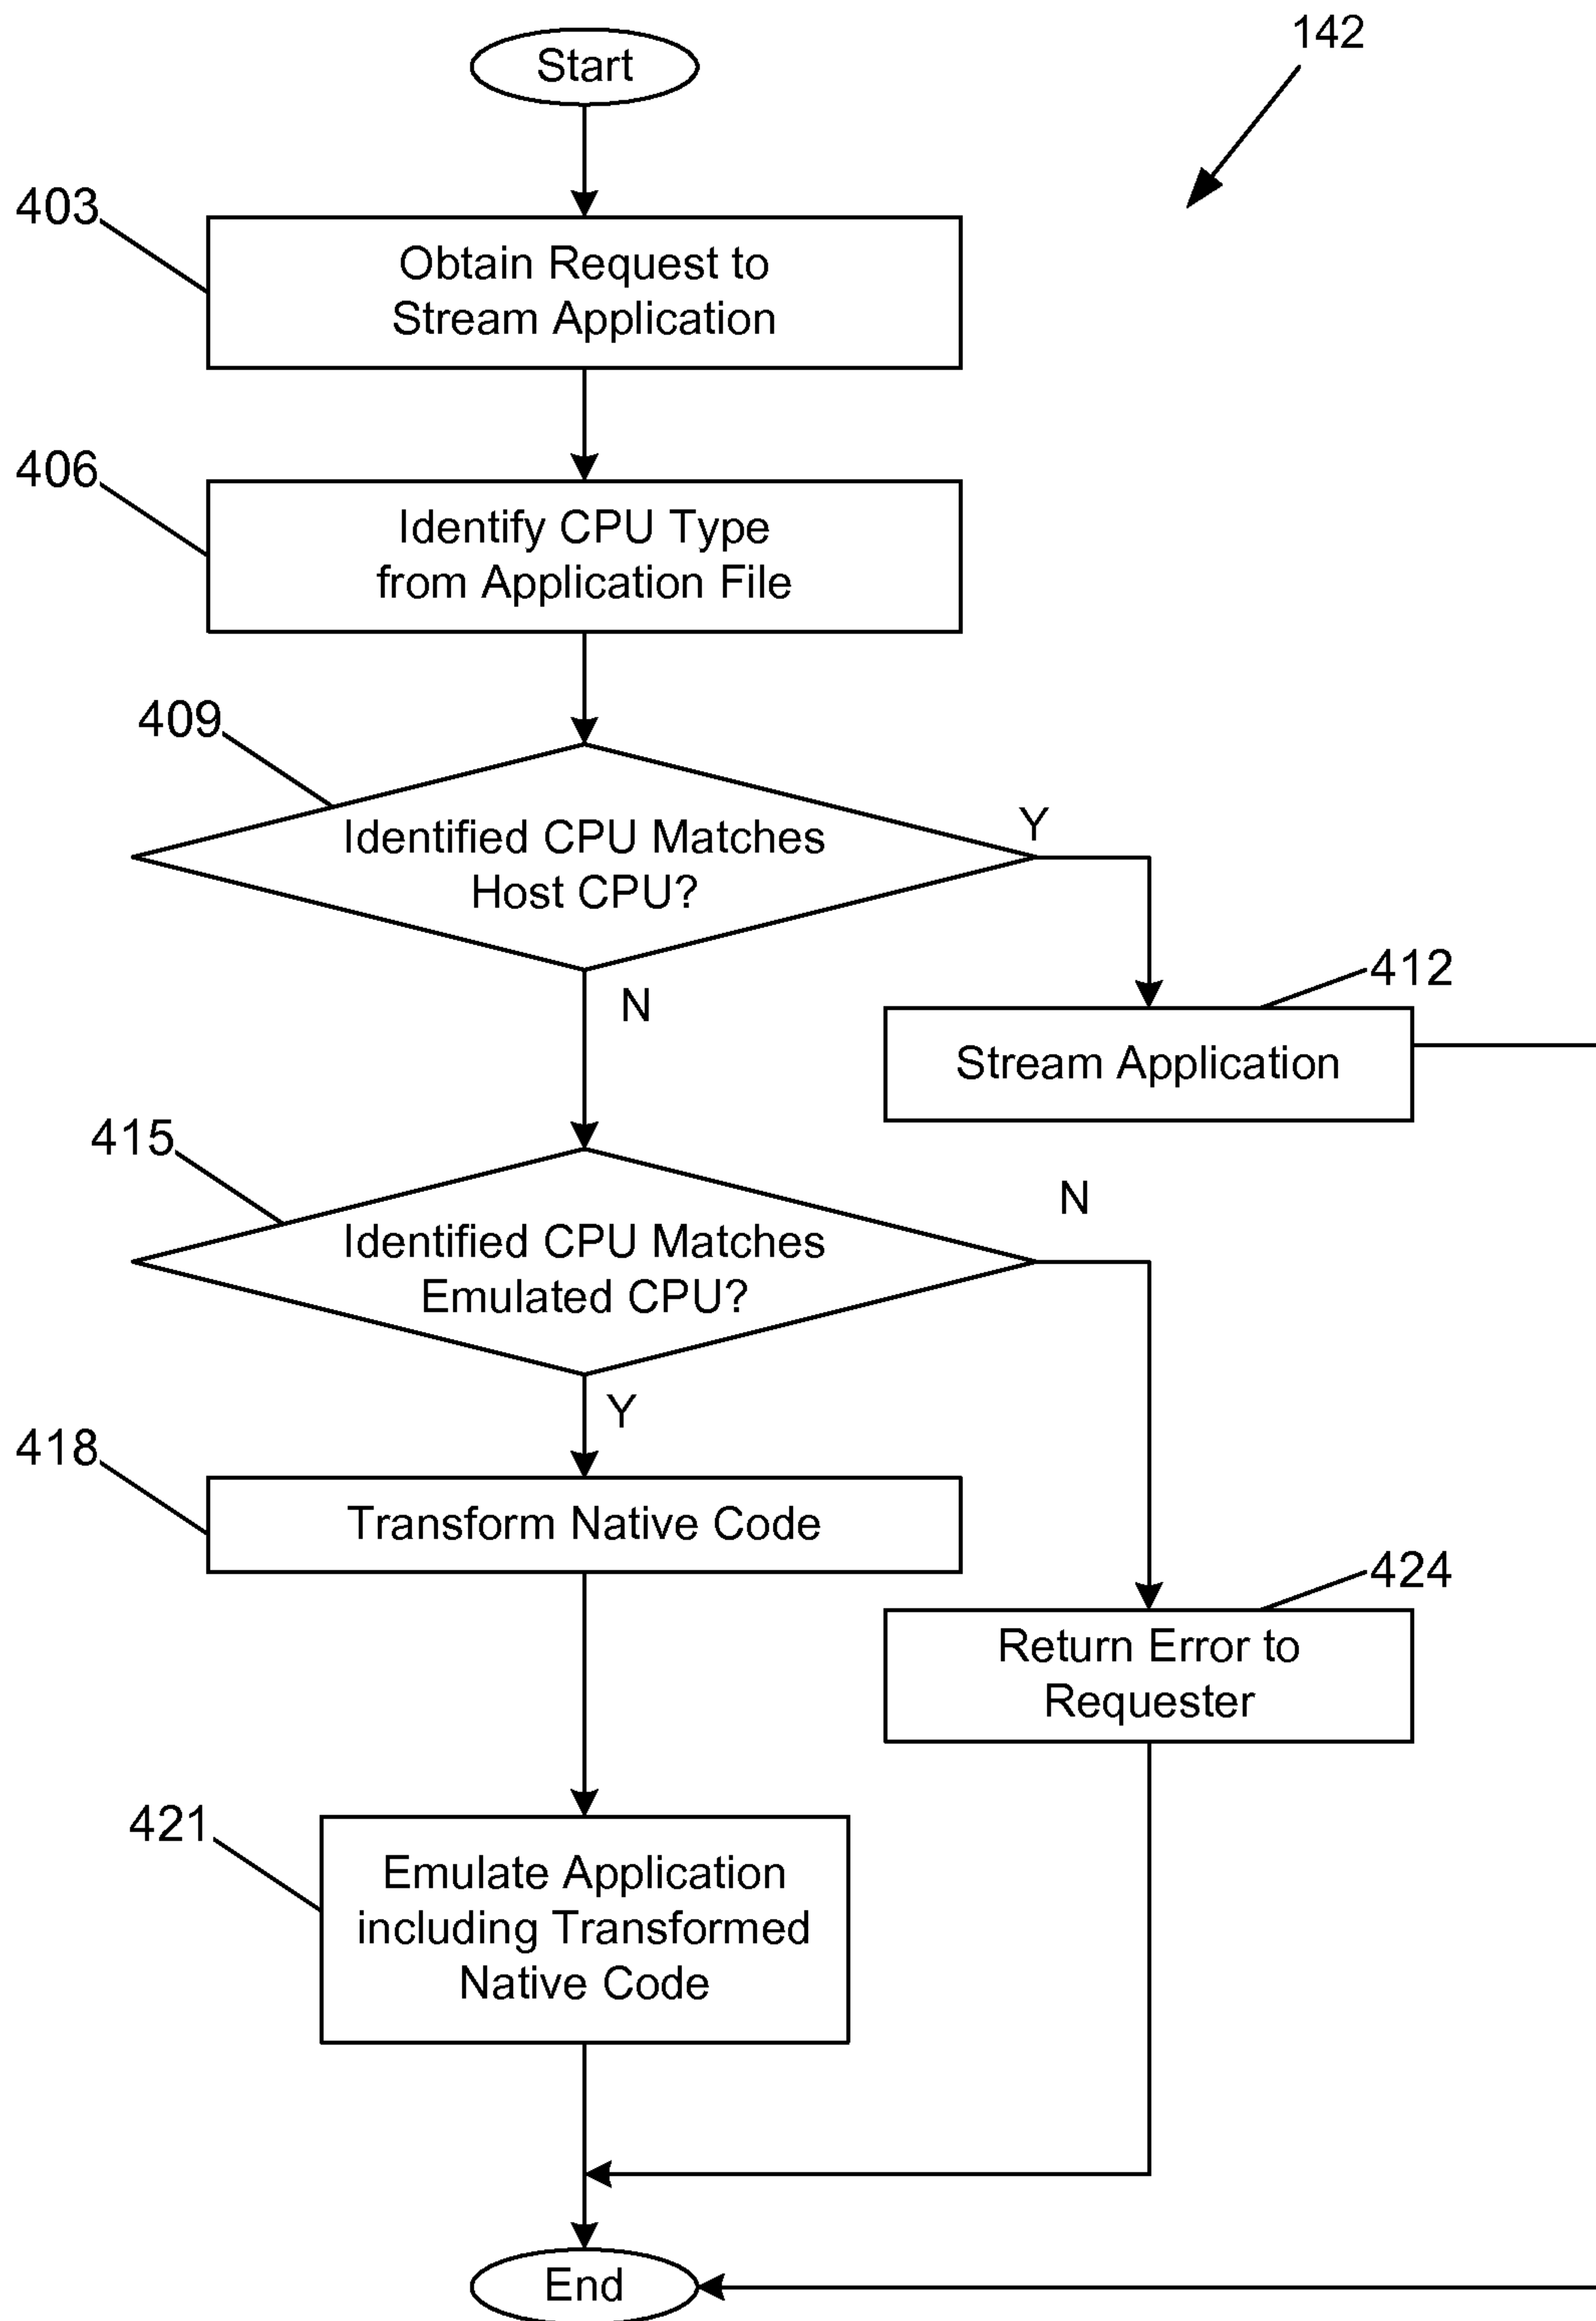 142
Start
403
Obtain Request to
Stream Application
406
Identify CPU Type
from Application File
409
Identified CPU Matches
Host CPU?
Y
N
412
Stream Application
415
Identified CPU Matches
Emulated CPU?
N
Y
418
Transform Native Code
424
Return Error to
Requester
421
Emulate Application
including Transformed
Native Code
End